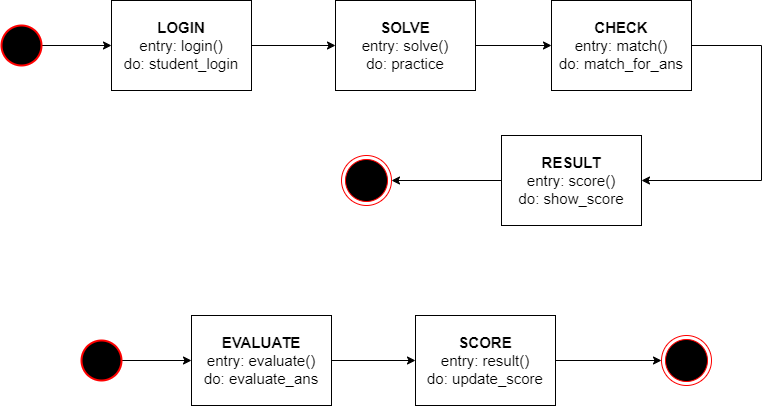 LOGIN
entry: login()
do: student_login
SOLVE
entry: solve()
do: practice
CHECK
entry: match()
do: match_for_ans
RESULT
entry: score()
do: show_score
EVALUATE
entry: evaluate()
do: evaluate_ans
SCORE
entry: result()
do: update_score